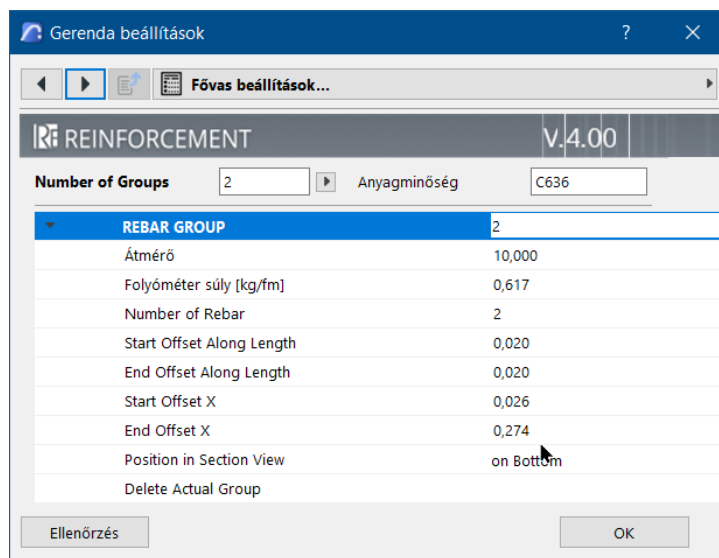 Gerenda beállítások ?
Fővas beállítások...
RE REINFORCEMENT V.4.00
Number of Groups 2 Anyagminőség C636
REBAR GROUP 2
Átmérő 10,000
Folyóméter súly [kg/fm] 0,617
Number of Rebar 2
Start Offset Along Length 0,020
End Offset Along Length 0,020
Start Offset X 0,026
End Offset X 0,274
Position in Section View on Bottom
Delete Actual Group
Ellenőrzés OK